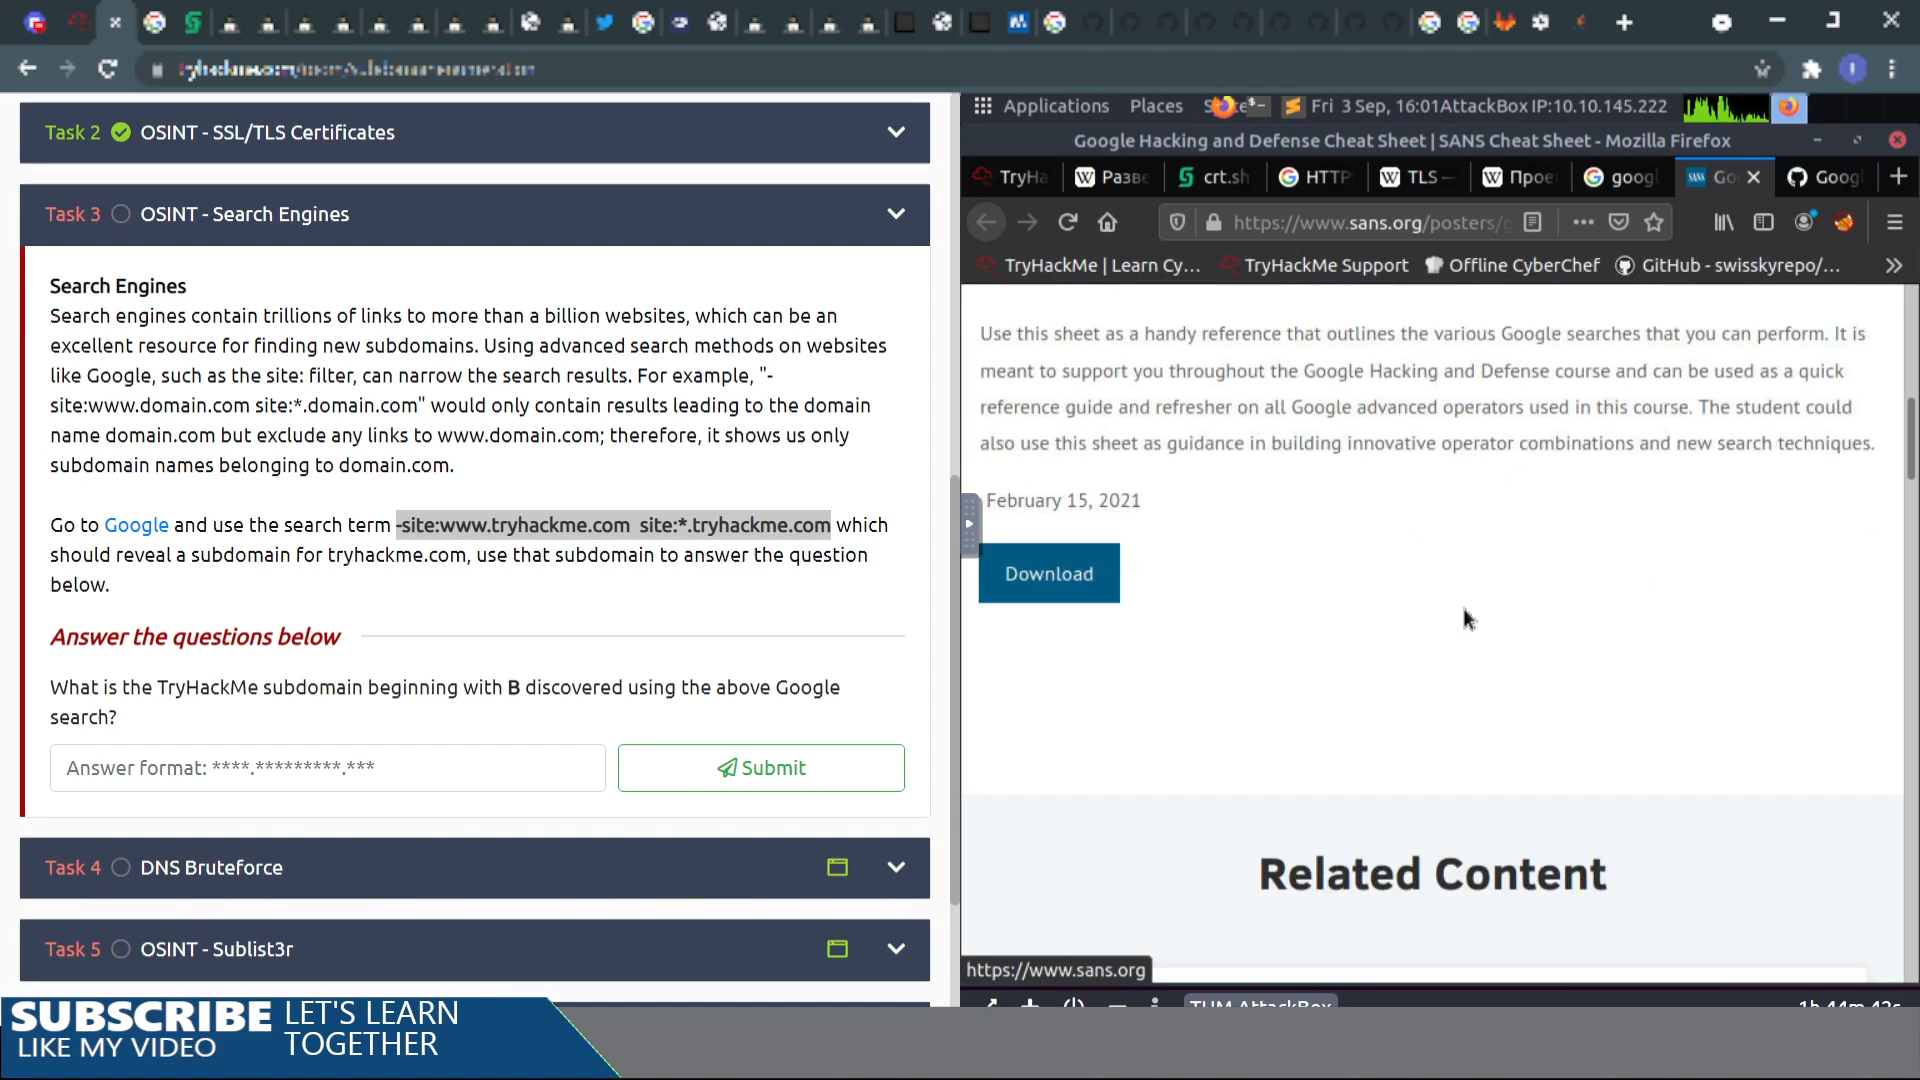 Task 2 OSINT - SSL/TLS Certificates
Task 3 OSINT - Search Engines
Search Engines
Search engines contain trillions of links to more than a billion websites, which can be an
excellent resource for finding new subdomains. Using advanced search methods on websites
like Google, such as the site: filter, can narrow the search results. For example, "-
site:www.domain.com site:*.domain.com" would only contain results leading to the domain
name domain.com but exclude any links to www.domain.com; therefore, it shows us only
subdomain names belonging to domain.com.
Go to Google and use the search term -site:www.tryhackme.com site:*.tryhackme.com which
should reveal a subdomain for tryhackme.com, use that subdomain to answer the question
below.
Answer the questions below
What is the TryHackMe subdomain beginning with B discovered using the above Google
search?
Answer format: ****.*********.***
Submit
Task 4 DNS Bruteforce
Task 5 OSINT - Sublist3r
SUBSCRIBE
LIKE MY VIDEO
LET'S LEARN
TOGETHER
Applications Places Fri 3 Sep, 16:01 AttackBox IP:10.10.145.222
Google Hacking and Defense Cheat Sheet | SANS Cheat Sheet - Mozilla Firefox
TryHa Разве crt.sh HTTP TLS — Прое googl Go Goog
https://www.sans.org/posters/g
TryHackMe | Learn Cy... TryHackMe Support Offline CyberChef GitHub - swisskyrepo/...
Use this sheet as a handy reference that outlines the various Google searches that you can perform. It is
meant to support you throughout the Google Hacking and Defense course and can be used as a quick
reference guide and refresher on all Google advanced operators used in this course. The student could
also use this sheet as guidance in building innovative operator combinations and new search techniques.
February 15, 2021
Download
Related Content
https://www.sans.org
THM AttackBox
1h 44m 42s